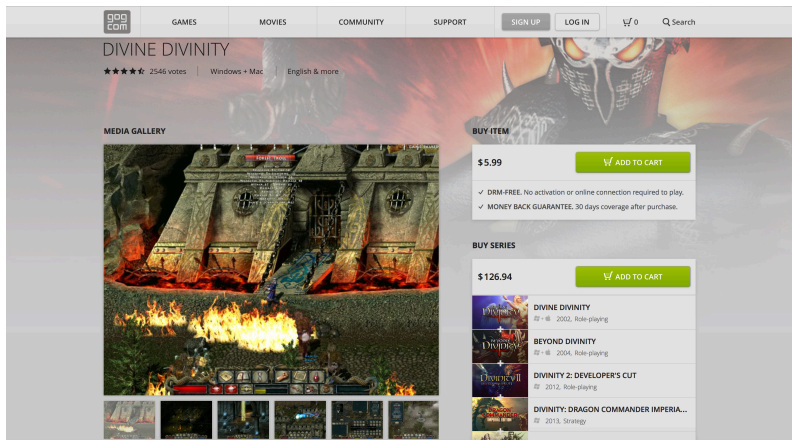 gog
com
GAMES
MOVIES
COMMUNITY
SUPPORT
SIGN UP
LOG IN
0
Search
DIVINE DIVINITY
2546 votes
Windows + Mac
English & more
MEDIA GALLERY
BUY ITEM
$5.99
ADD TO CART
DRM-FREE. No activation or online connection required to play.
MONEY BACK GUARANTEE. 30 days coverage after purchase.
BUY SERIES
$126.94
ADD TO CART
DIVINE DIVINITY
2002, Role-playing
BEYOND DIVINITY
2004, Role-playing
DIVINITY 2: DEVELOPER'S CUT
2012, Role-playing
DIVINITY: DRAGON COMMANDER IMPERIA...
2013, Strategy